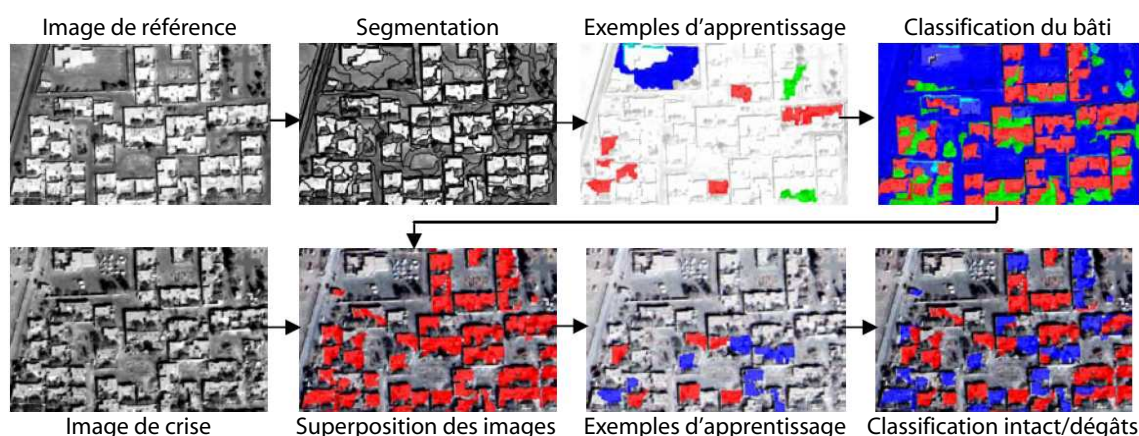 Image de référence
Segmentation
Exemples d’apprentissage
Classification du bâti
Image de crise
Superposition des images
Exemples d’apprentissage
Classification intact/dégâts